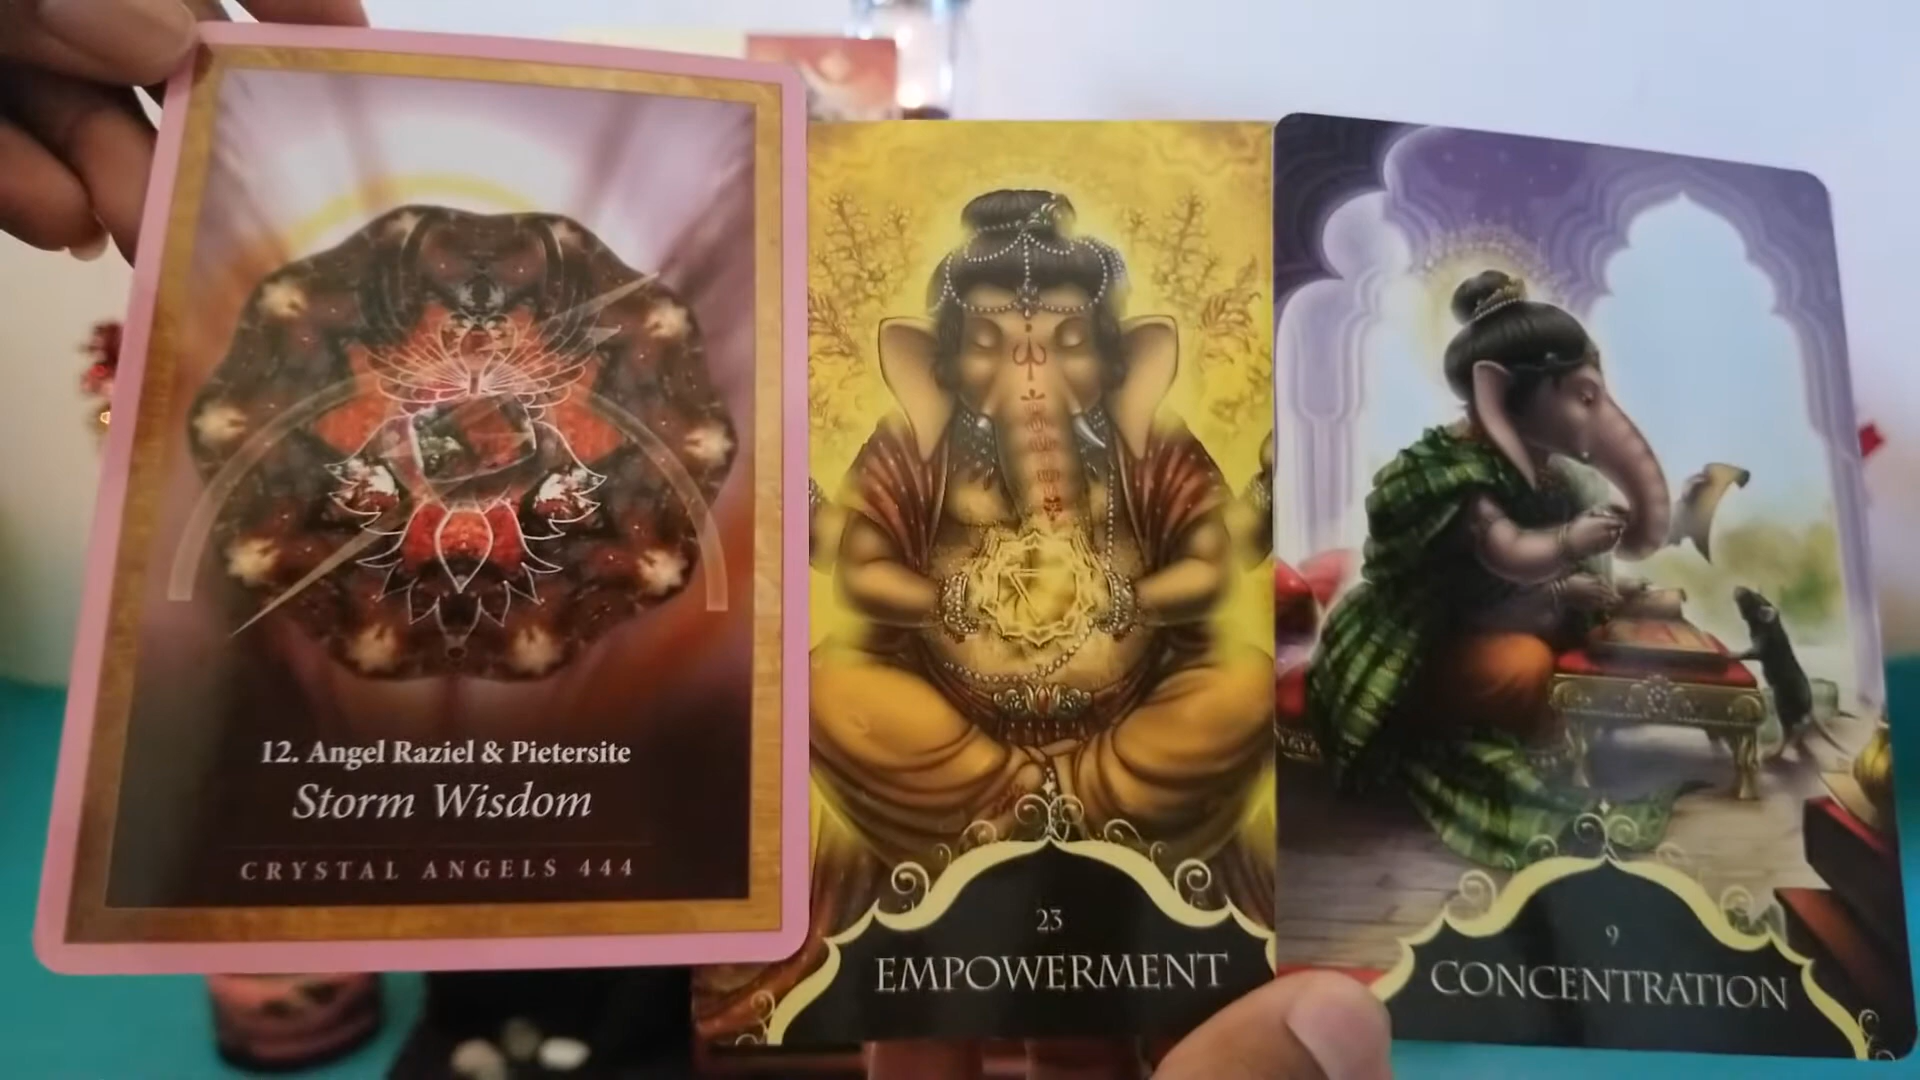 12. Angel Raziel & Pietersite
Storm Wisdom
CRYSTAL ANGELS 444
23
EMPOWERMENT
9
CONCENTRATION